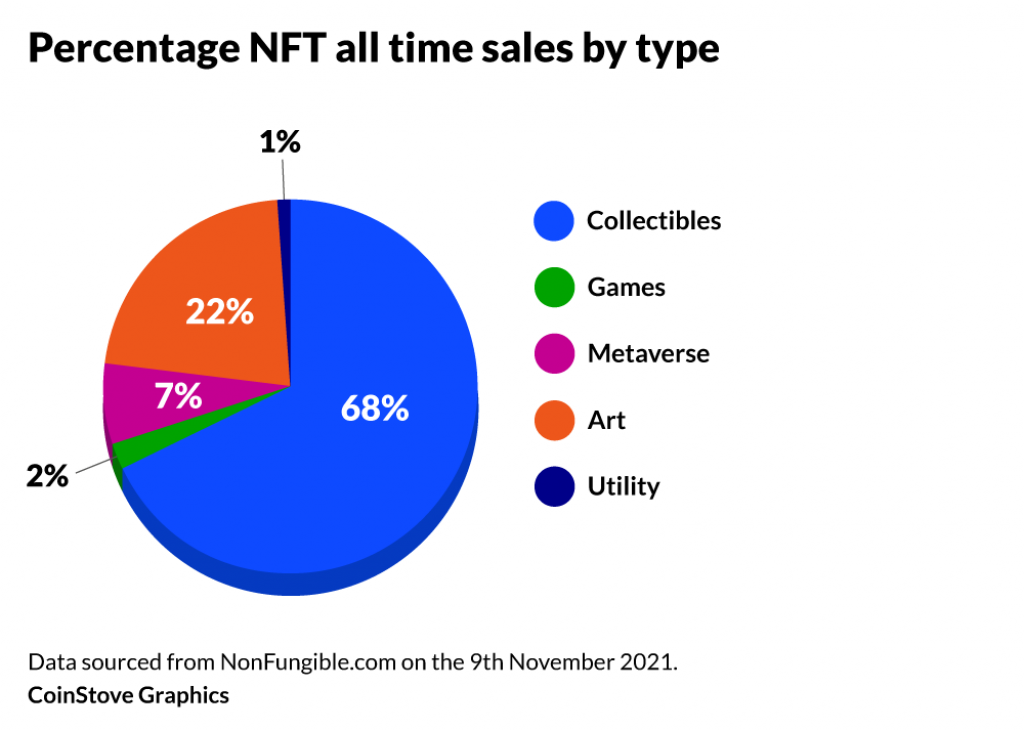 Percentage NFT all time sales by type
1%
22%
7%
68%
2%
Collectibles
Games
Metaverse
Art
Utility
Data sourced from NonFungible.com on the 9th November 2021.
CoinStove Graphics